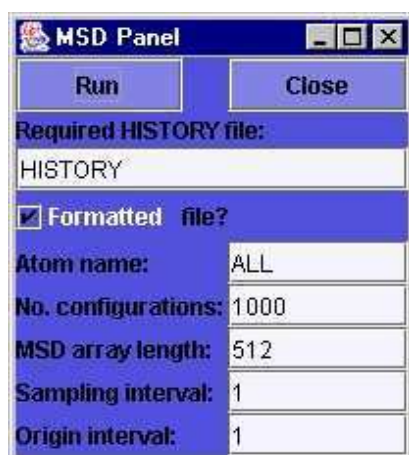 MSD Panel
Run Close
Required HISTORY file:
HISTORY
Formatted file?
Atom name: ALL
No. configurations: 1000
MSD array length: 512
Sampling interval: 1
Origin interval: 1